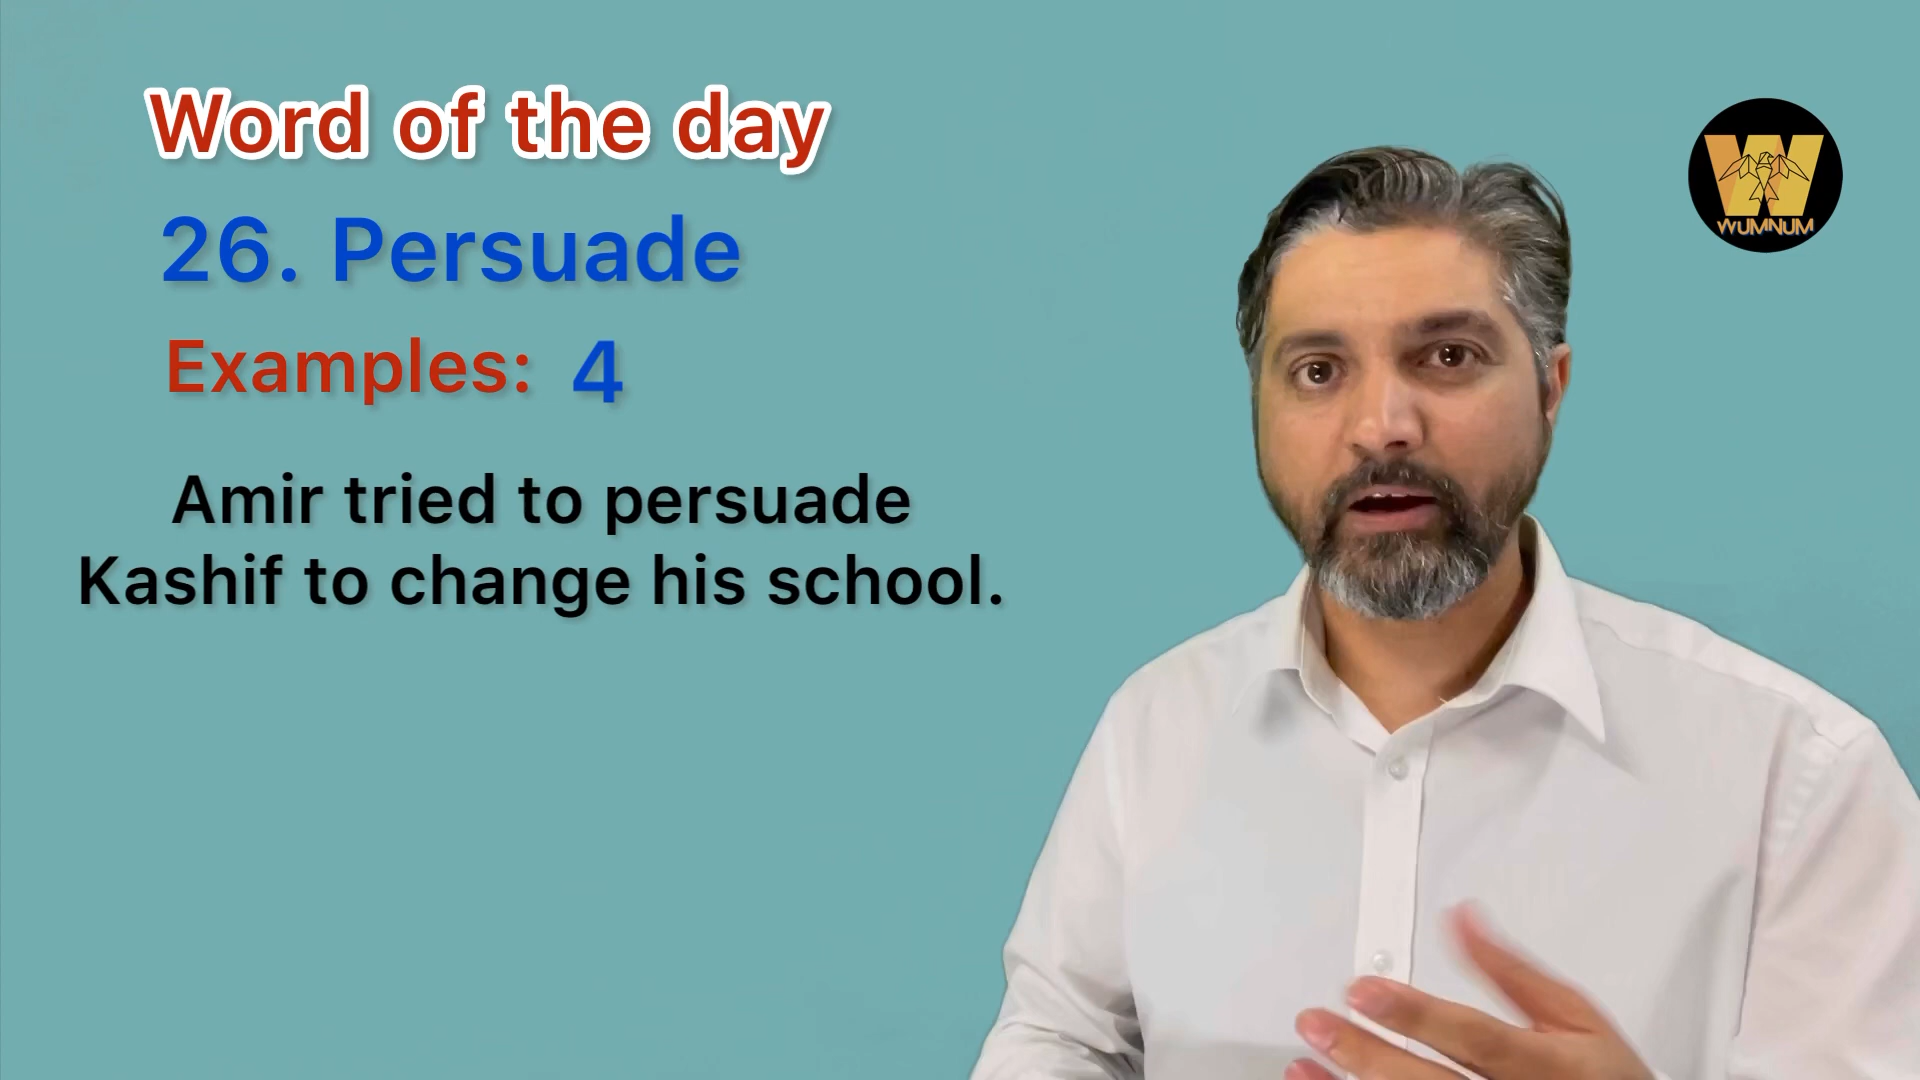 Word of the day
WUMNUM
26. Persuade
Examples: 4
Amir tried to persuade
Kashif to change his school.